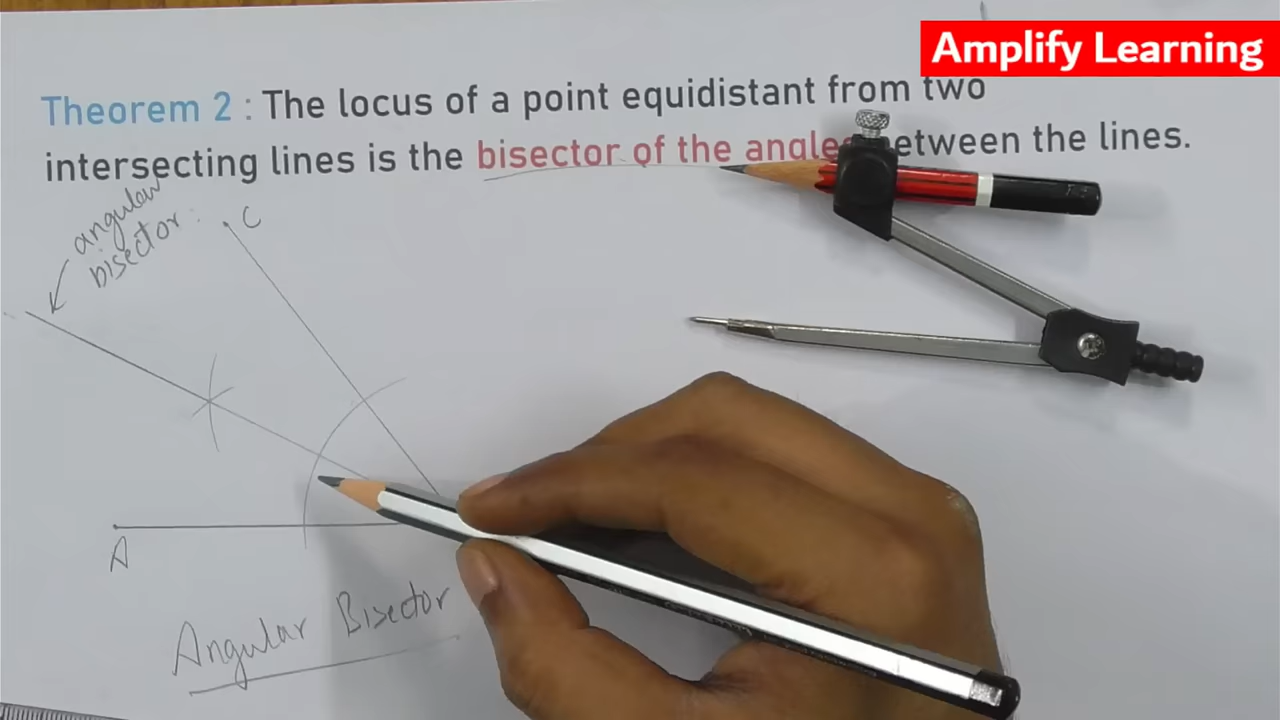 Amplify Learning
Theorem 2 : The locus of a point equidistant from two
intersecting lines is the bisector of the angles between the lines.
angular
bisector
C
A
Angular Bisector